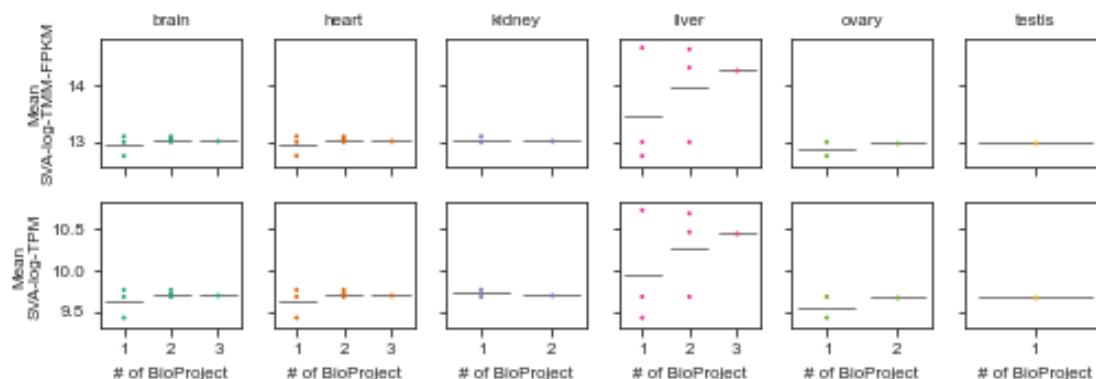 brain heart kidney liver ovary testis
Mean
SVA-log-TMM-FPKM
14
13
Mean
SVA-log-TPM
10.5
10.0
9.5
1 2 3 1 2 3 1 2 1 2 3 1 2 1
# of BioProject # of BioProject # of BioProject # of BioProject # of BioProject # of BioProject